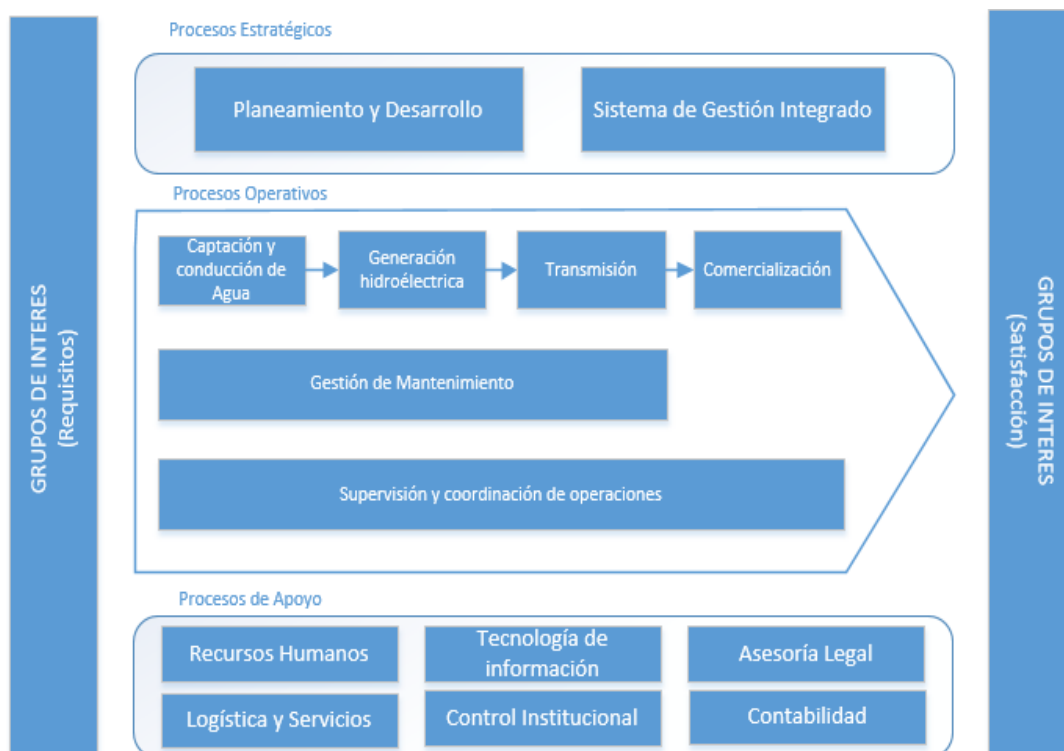 GRUPOS DE INTERES
(Requisitos)
Procesos Estratégicos
Planeamiento y Desarrollo
Sistema de Gestión Integrado
Procesos Operativos
Captación y
conducción de
Agua
Generación
hidroélectrica
Transmisión
Comercialización
Gestión de Mantenimiento
Supervisión y coordinación de operaciones
Procesos de Apoyo
Recursos Humanos
Tecnología de
información
Asesoría Legal
Logística y Servicios
Control Institucional
Contabilidad
GRUPOS DE INTERES
(Satisfacción)